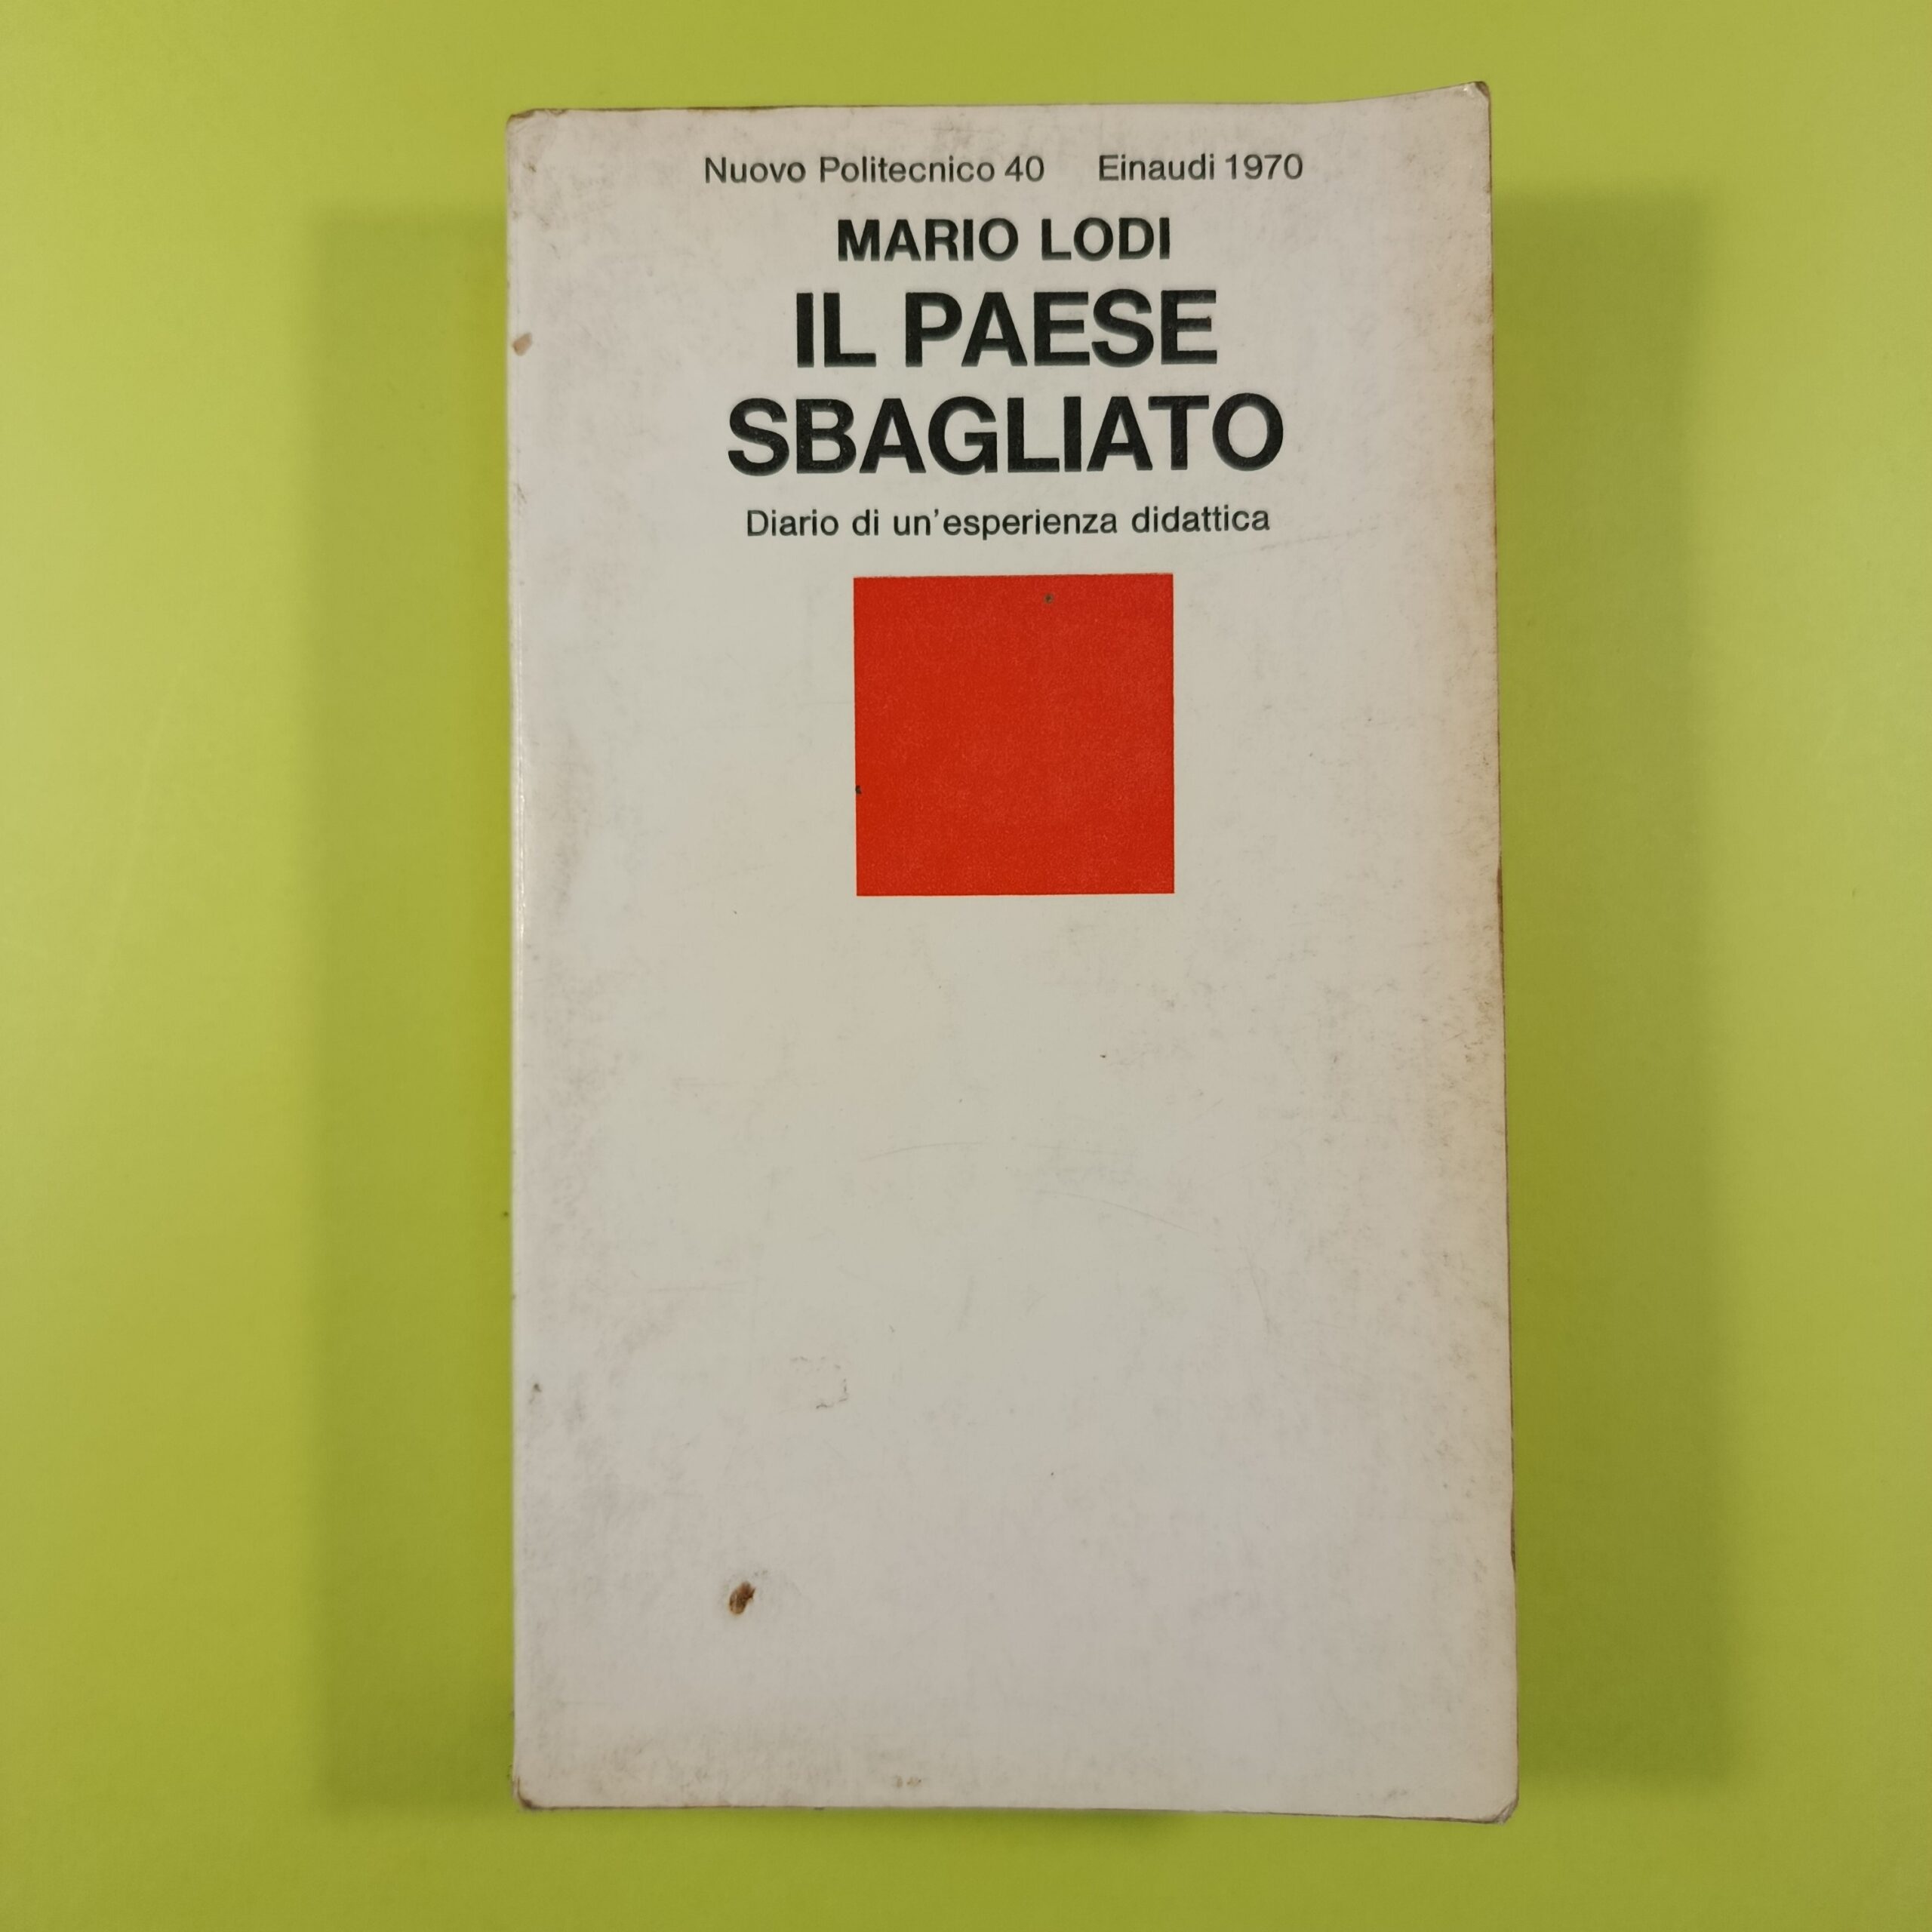 Nuovo Politecnico 40 Einaudi 1970
MARIO LODI
IL PAESE
SBAGLIATO
Diario di un'esperienza didattica